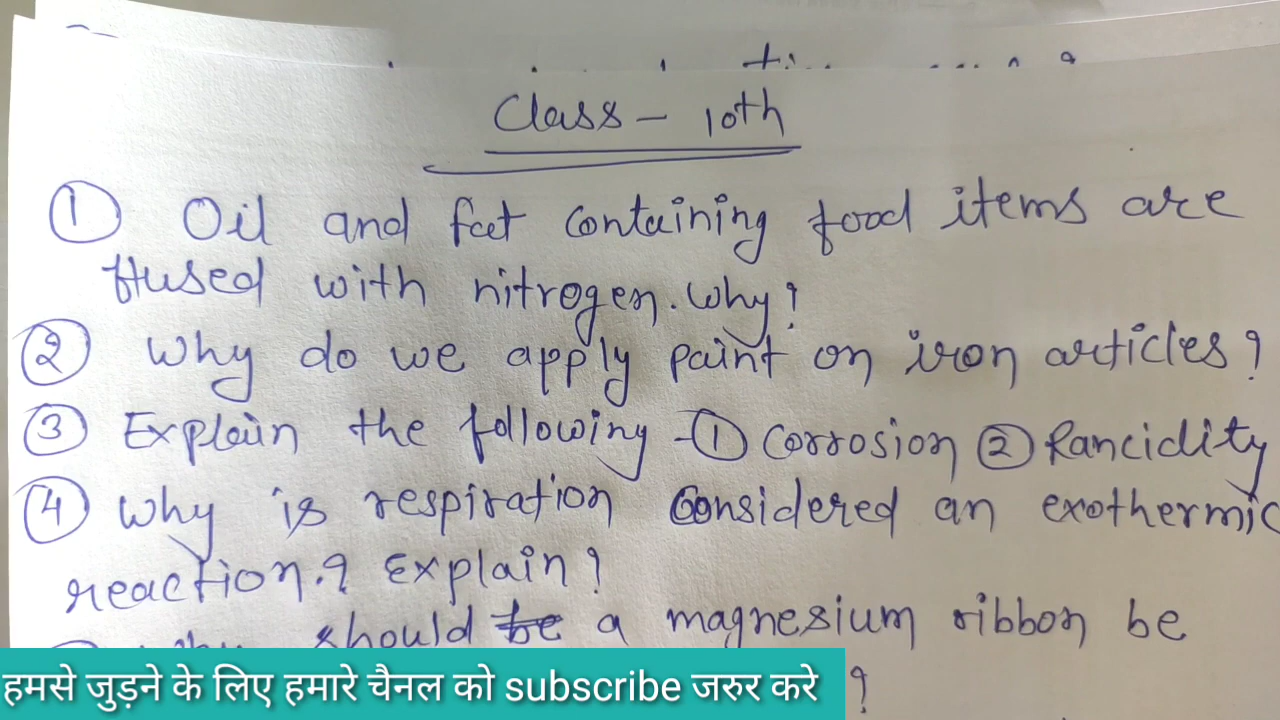 Class - 10th
① Oil and fat containing food items are
flused with nitrogen. Why?
② Why do we apply paint on iron articles?
③ Explain the following - ① Corrosion ② Rancidity
④ Why is respiration considered an exothermic
reaction.? Explain?
should be a magnesium ribbon be
?
हमसे जुड़ने के लिए हमारे चैनल को subscribe जरुर करे